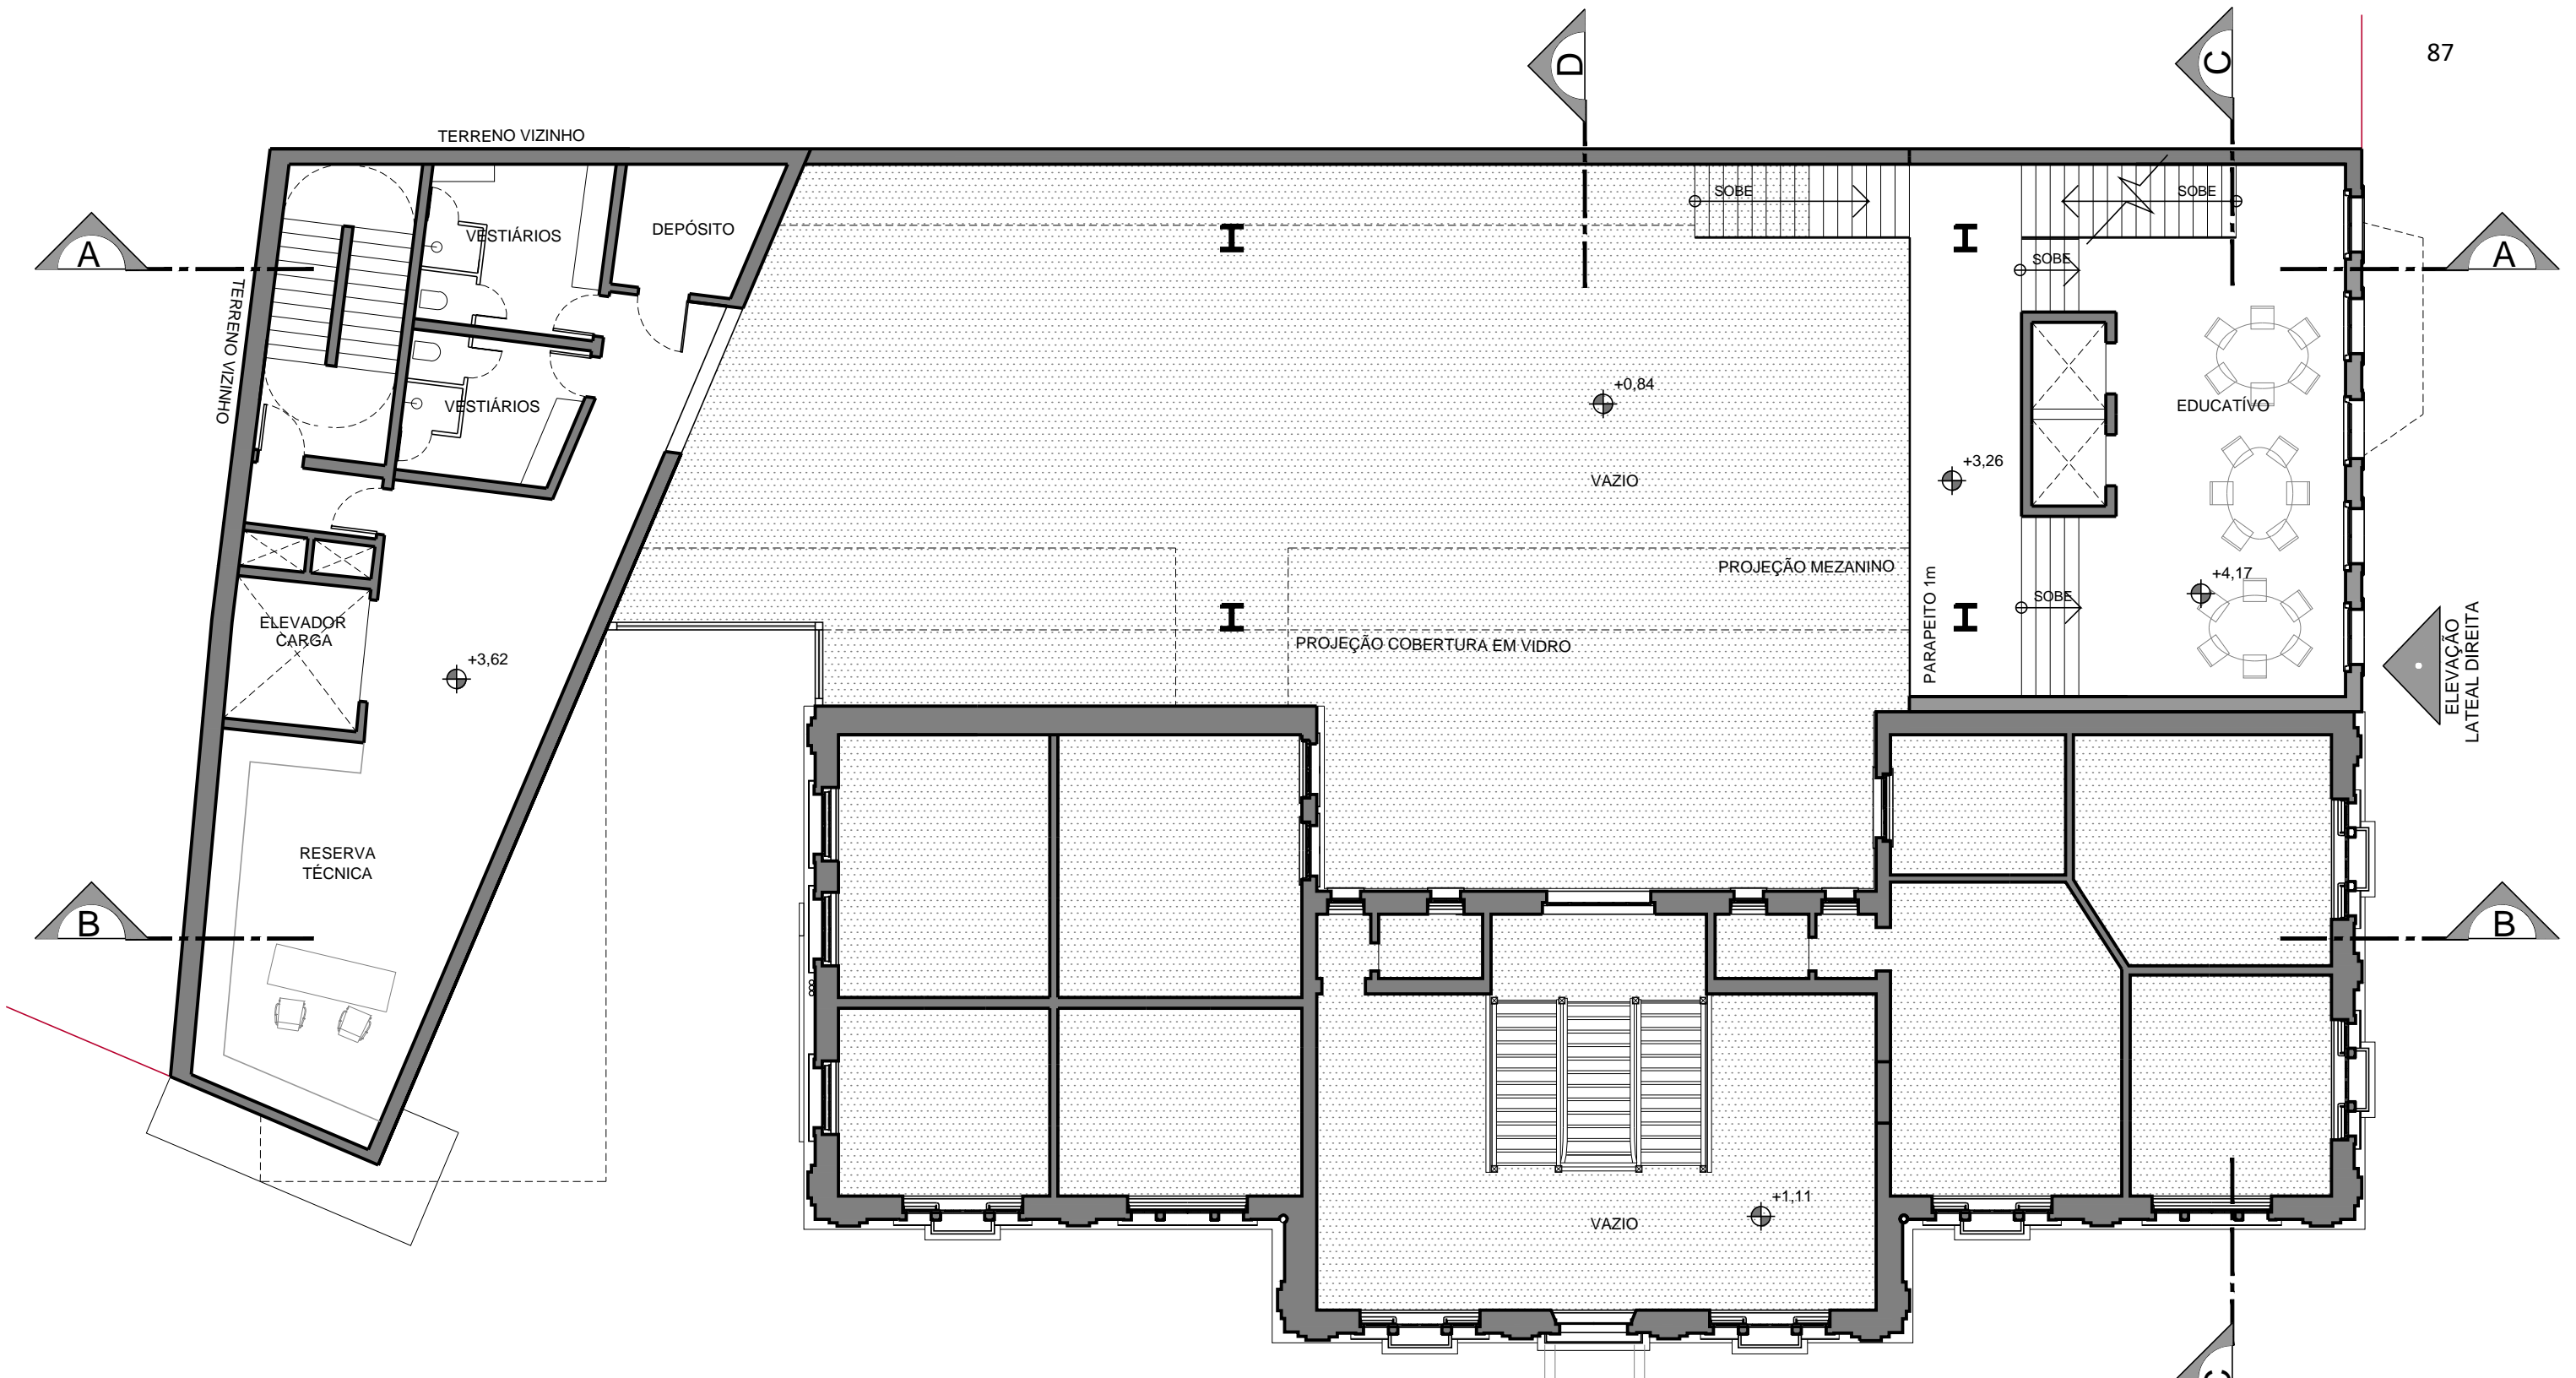 D
C
87
TERRENO VIZINHO
SOBE
SOBE
VESTIÁRIOS
DEPÓSITO
A
SOBE
A
TERRENO VIZINHO
+0,84
VESTIÁRIOS
EDUCATÍVO
+3,26
VAZIO
PROJEÇÃO MEZANINO
+4,17
PARAPEITO 1m
SOBE
ELEVADOR
CARGA
PROJEÇÃO COBERTURA EM VIDRO
+3,62
ELEVAÇÃO
LATEAL DIREITA
RESERVA
TÉCNICA
B
B
+1,11
VAZIO
C